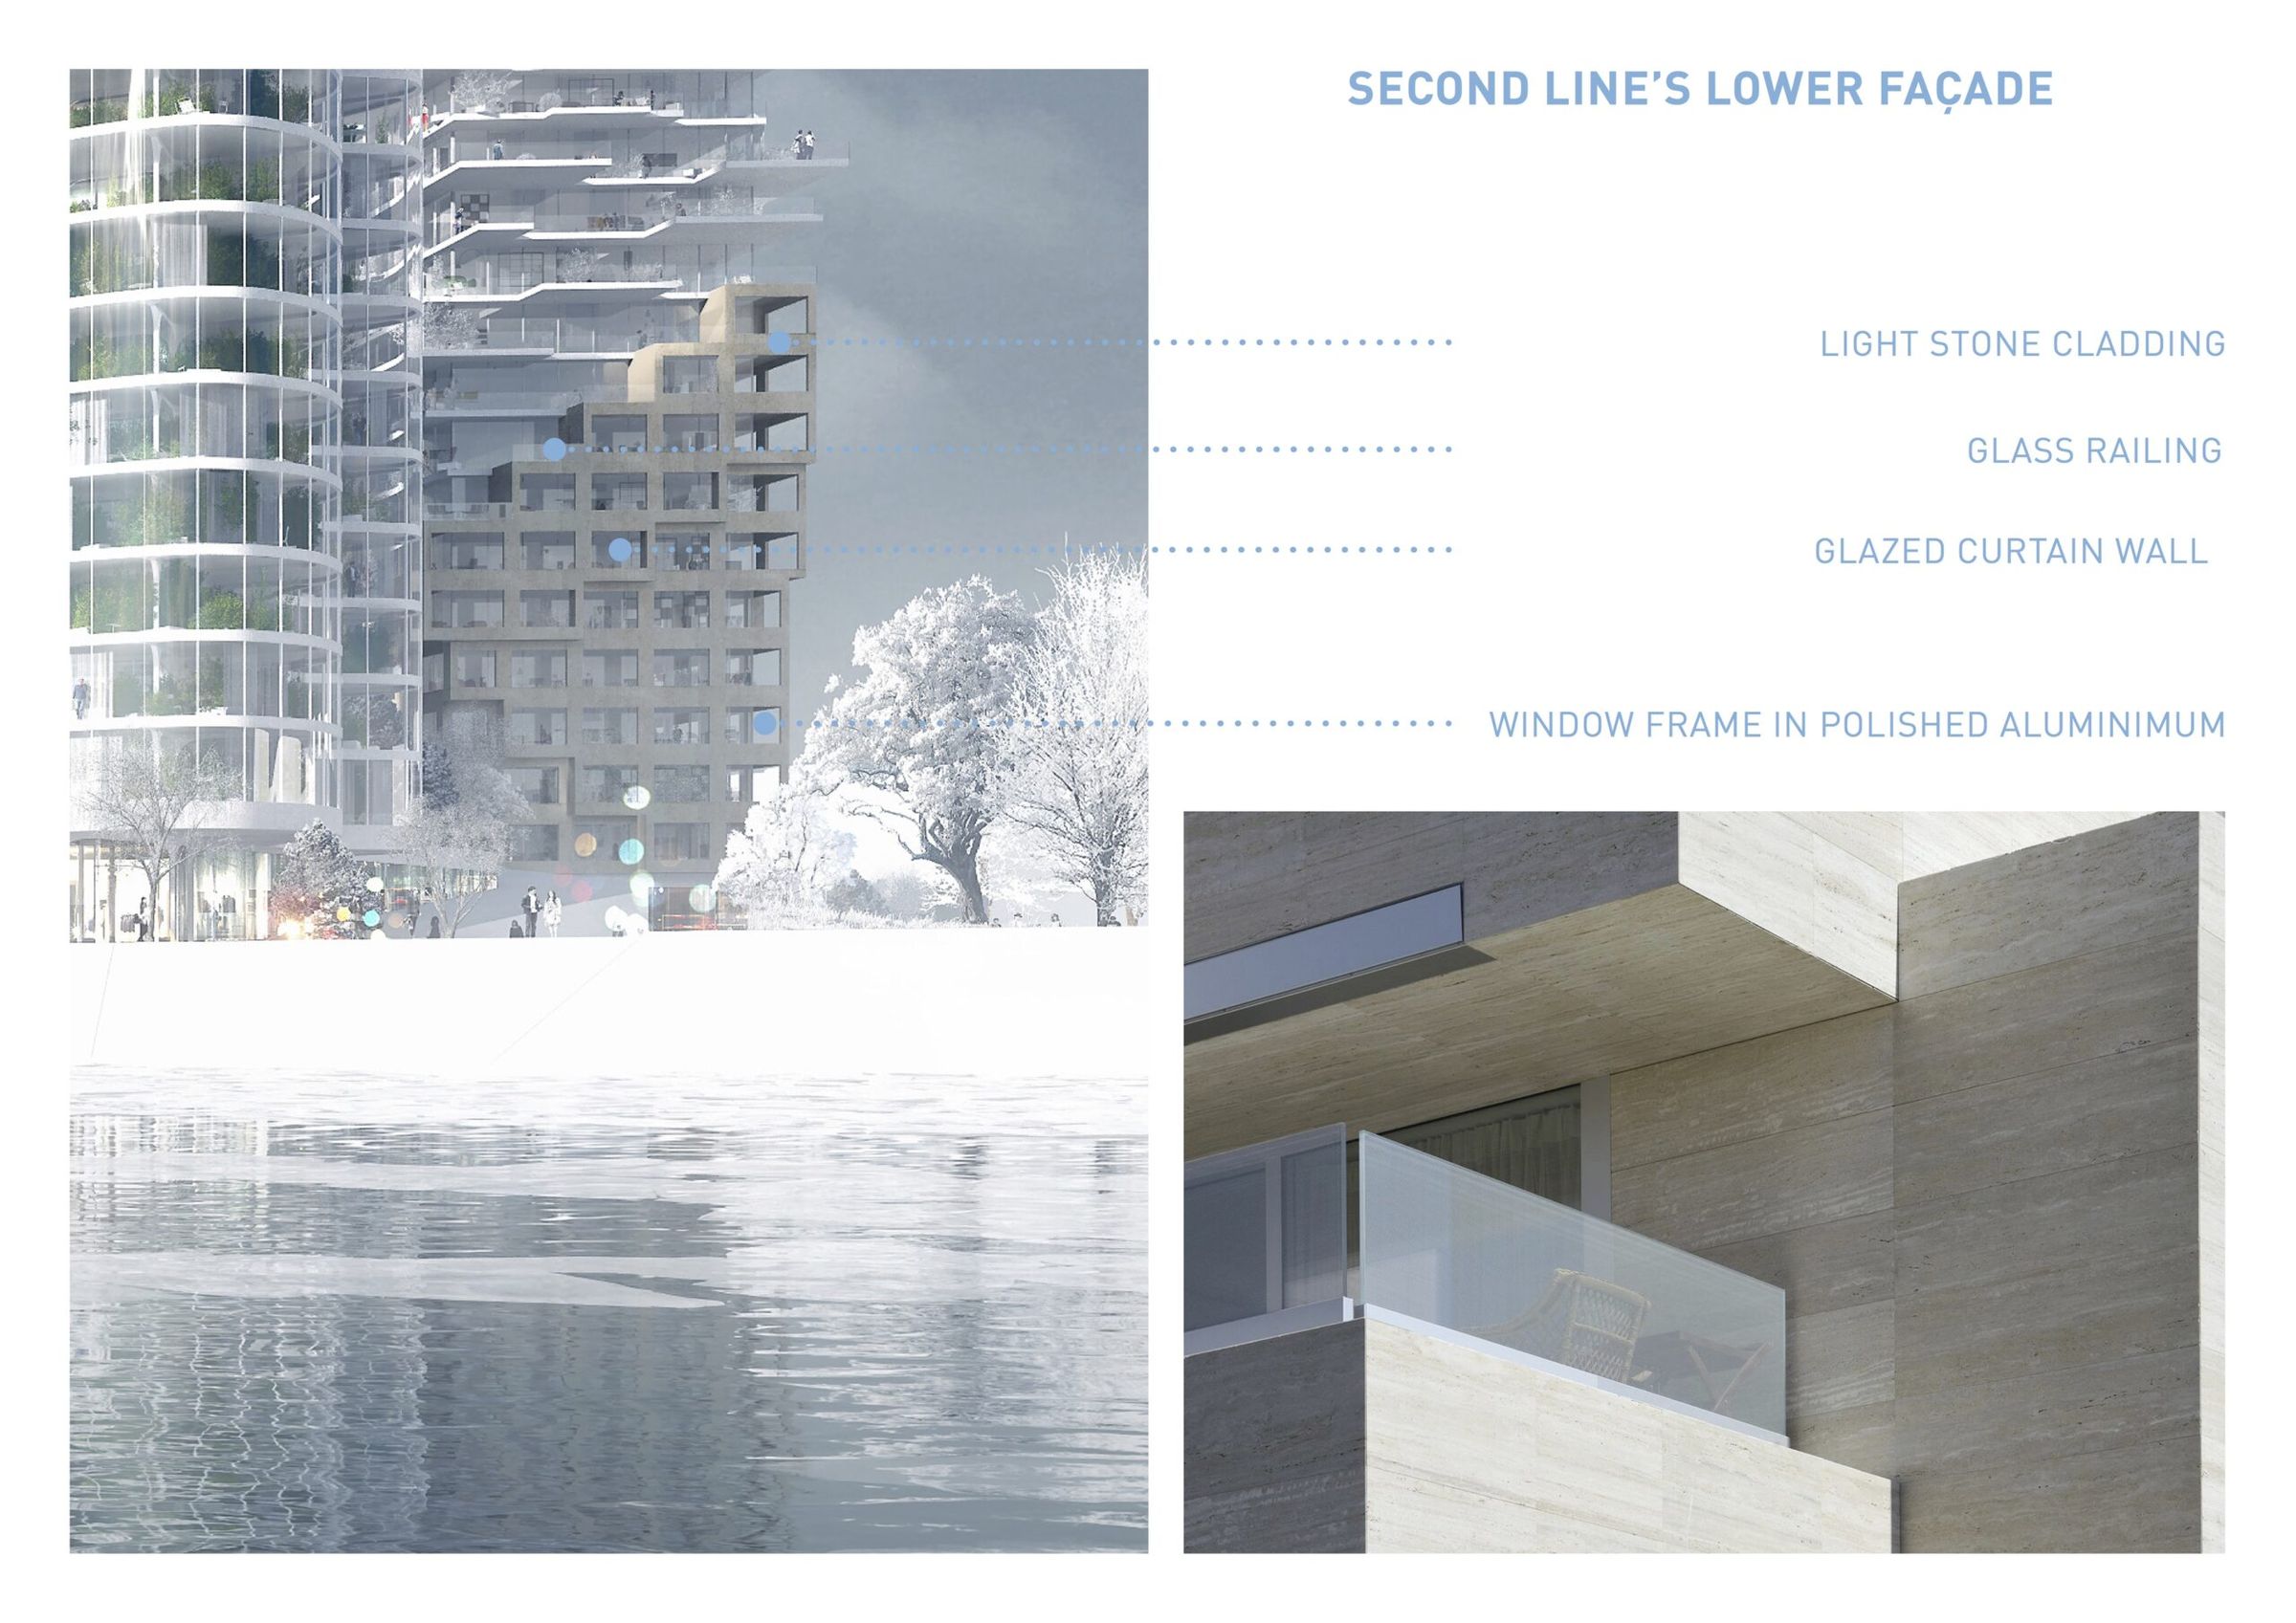 SECOND LINE'S LOWER FAÇADE
LIGHT STONE CLADDING
GLASS RAILING
GLAZED CURTAIN WALL
WINDOW FRAME IN POLISHED ALUMINIMUM